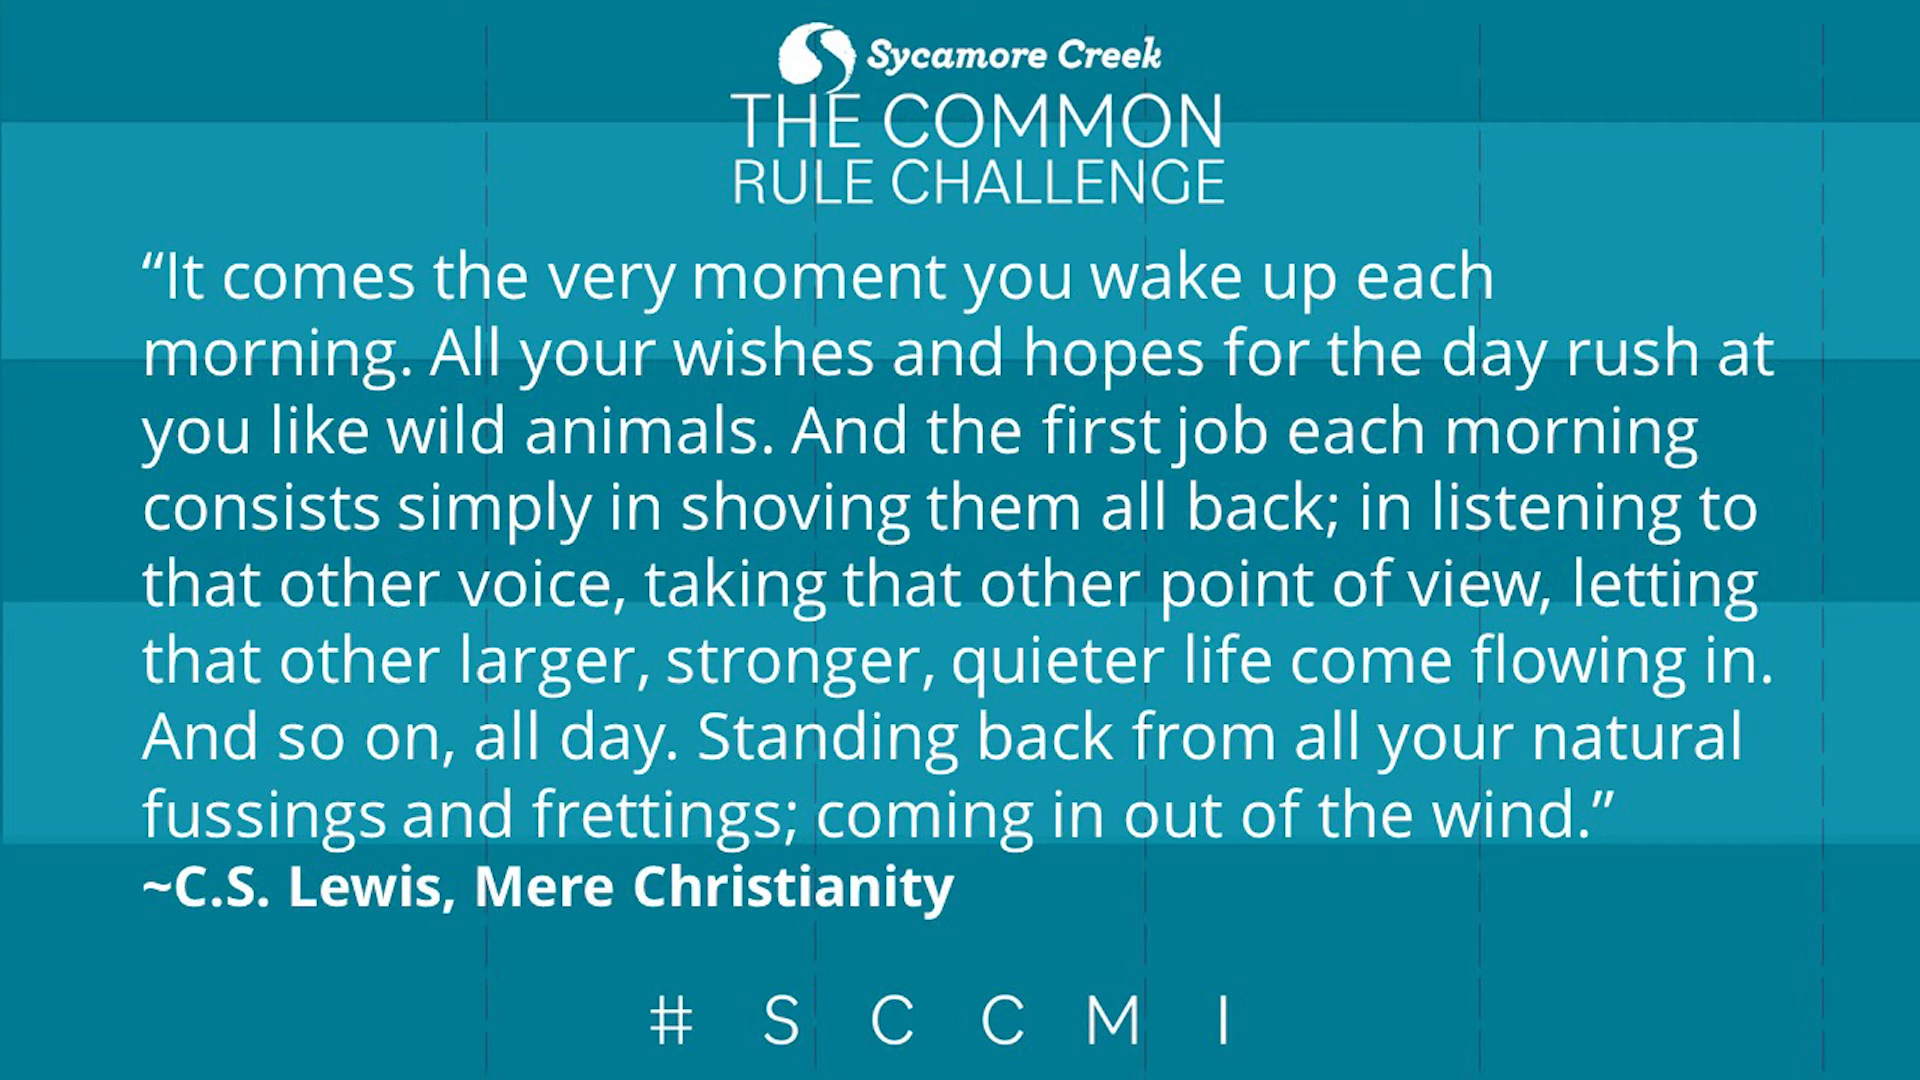 Sycamore Creek
THE COMMON
RULE CHALLENGE
“It comes the very moment you wake up each
morning. All your wishes and hopes for the day rush at
you like wild animals. And the first job each morning
consists simply in shoving them all back; in listening to
that other voice, taking that other point of view, letting
that other larger, stronger, quieter life come flowing in.
And so on, all day. Standing back from all your natural
fussings and frettings; coming in out of the wind.”
~C.S. Lewis, Mere Christianity
# S C C M I